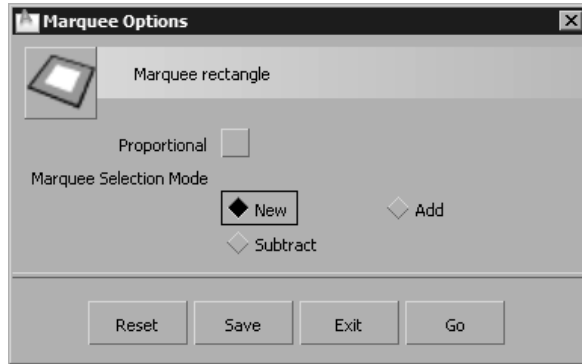 Marquee Options
Marquee rectangle
Proportional
Marquee Selection Mode
New Add
Subtract
Reset Save Exit Go